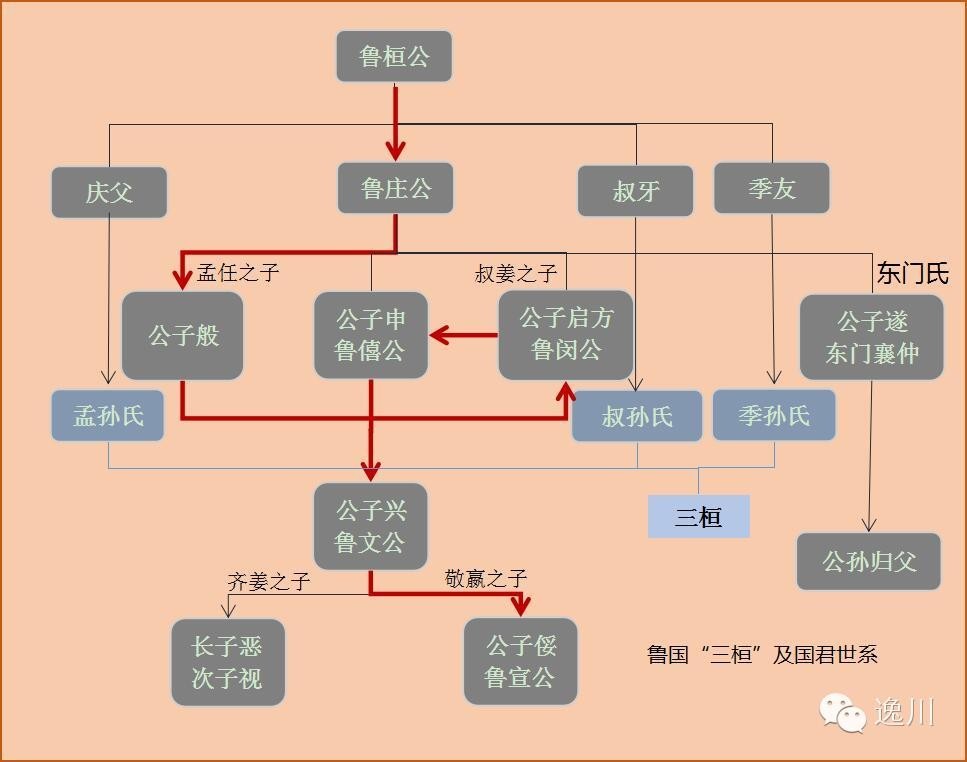 鲁桓公
庆父
鲁庄公
叔牙
季友
孟任之子
叔姜之子
东门氏
公子般
公子申
鲁僖公
公子启方
鲁闵公
公子遂
东门襄仲
孟孙氏
叔孙氏
季孙氏
三桓
公子兴
鲁文公
公孙归父
齐姜之子
敬嬴之子
长子恶
次子视
公子俀
鲁宣公
鲁国“三桓”及国君世系
逸川